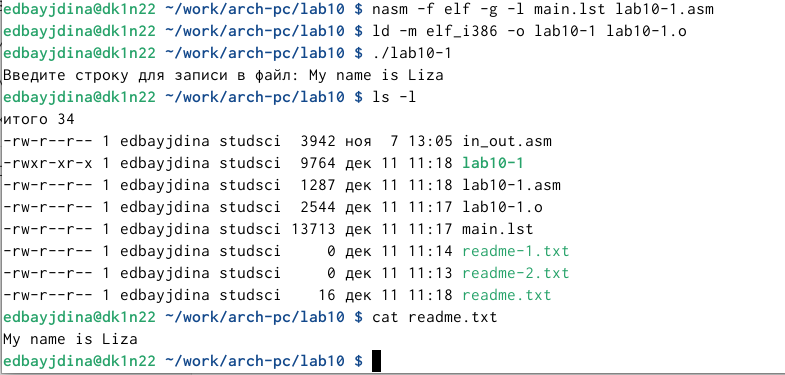 edbayjdina@dk1n22 ~/work/arch-pc/lab10 $ nasm -f elf -g -l main.lst lab10-1.asm
edbayjdina@dk1n22 ~/work/arch-pc/lab10 $ ld -m elf_i386 -o lab10-1 lab10-1.o
edbayjdina@dk1n22 ~/work/arch-pc/lab10 $ ./lab10-1
Введите строку для записи в файл: My name is Liza
edbayjdina@dk1n22 ~/work/arch-pc/lab10 $ ls -l
итого 34
-rw-r--r-- 1 edbayjdina studsci  3942 ноя  7 13:05 in_out.asm
-rwxr-xr-x 1 edbayjdina studsci  9764 дек 11 11:18 lab10-1
-rw-r--r-- 1 edbayjdina studsci  1287 дек 11 11:18 lab10-1.asm
-rw-r--r-- 1 edbayjdina studsci  2544 дек 11 11:17 lab10-1.o
-rw-r--r-- 1 edbayjdina studsci 13713 дек 11 11:17 main.lst
-rw-r--r-- 1 edbayjdina studsci     0 дек 11 11:14 readme-1.txt
-rw-r--r-- 1 edbayjdina studsci     0 дек 11 11:13 readme-2.txt
-rw-r--r-- 1 edbayjdina studsci    16 дек 11 11:18 readme.txt
edbayjdina@dk1n22 ~/work/arch-pc/lab10 $ cat readme.txt
My name is Liza
edbayjdina@dk1n22 ~/work/arch-pc/lab10 $